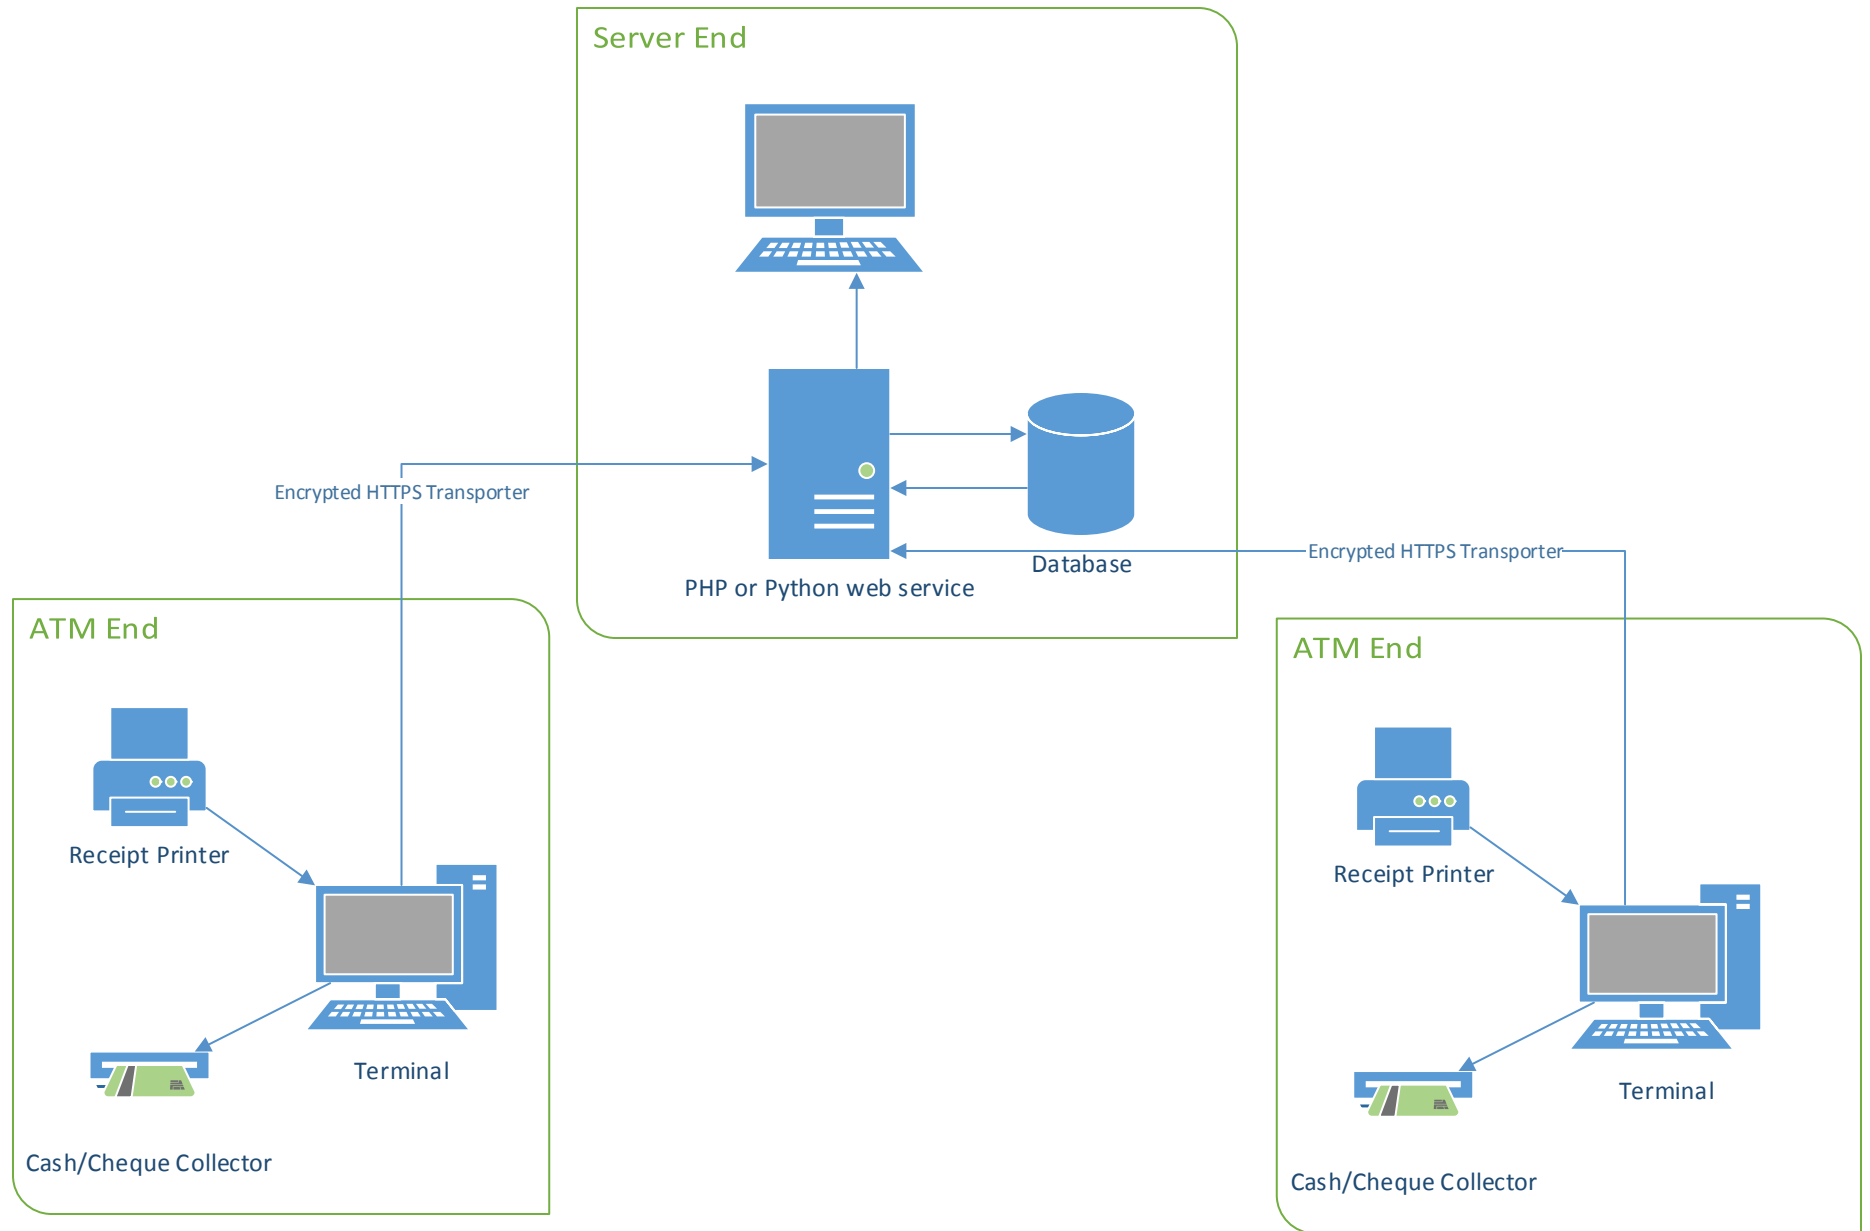 Server End
Encrypted HTTPS Transporter
Database
PHP or Python web service
Encrypted HTTPS Transporter
ATM End
Receipt Printer
Terminal
Cash/Cheque Collector
ATM End
Receipt Printer
Terminal
Cash/Cheque Collector